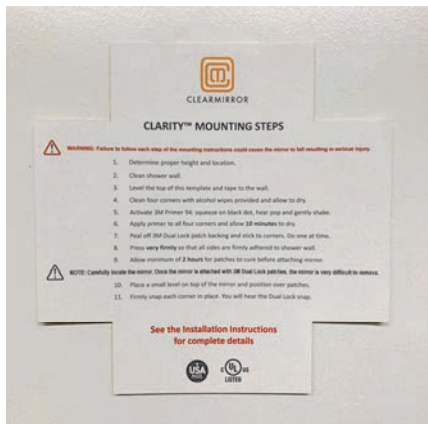 CLEARMIRROR
CLARITY™ MOUNTING STEPS
WARNING: Failure to follow each step of the mounting instructions could cause the mirror to fall resulting in serious injury.
1. Determine proper height and location.
2. Clean shower wall.
3. Level the top of this template and tape to the wall.
4. Clean four corners with alcohol wipes provided and allow to dry.
5. Activate 3M Primer 94: squeeze on black dot, hear pop and gently shake.
6. Apply primer to all four corners and allow 10 minutes to dry.
7. Peal off 3M Dual Lock patch backing and stick to corners. Do one at time.
8. Press very firmly so that all sides are firmly adhered to shower wall.
9. Allow minimum of 2 hours for patches to cure before attaching mirror.
NOTE: Carefully locate the mirror. Once the mirror is attached with 3M Dual Lock patches, the mirror is very difficult to remove.
10. Place a small level on top of the mirror and position over patches.
11. Firmly snap each corner in place. You will hear the Dual Lock snap.
See the Installation Instructions
for complete details
USA
C UL US
LISTED